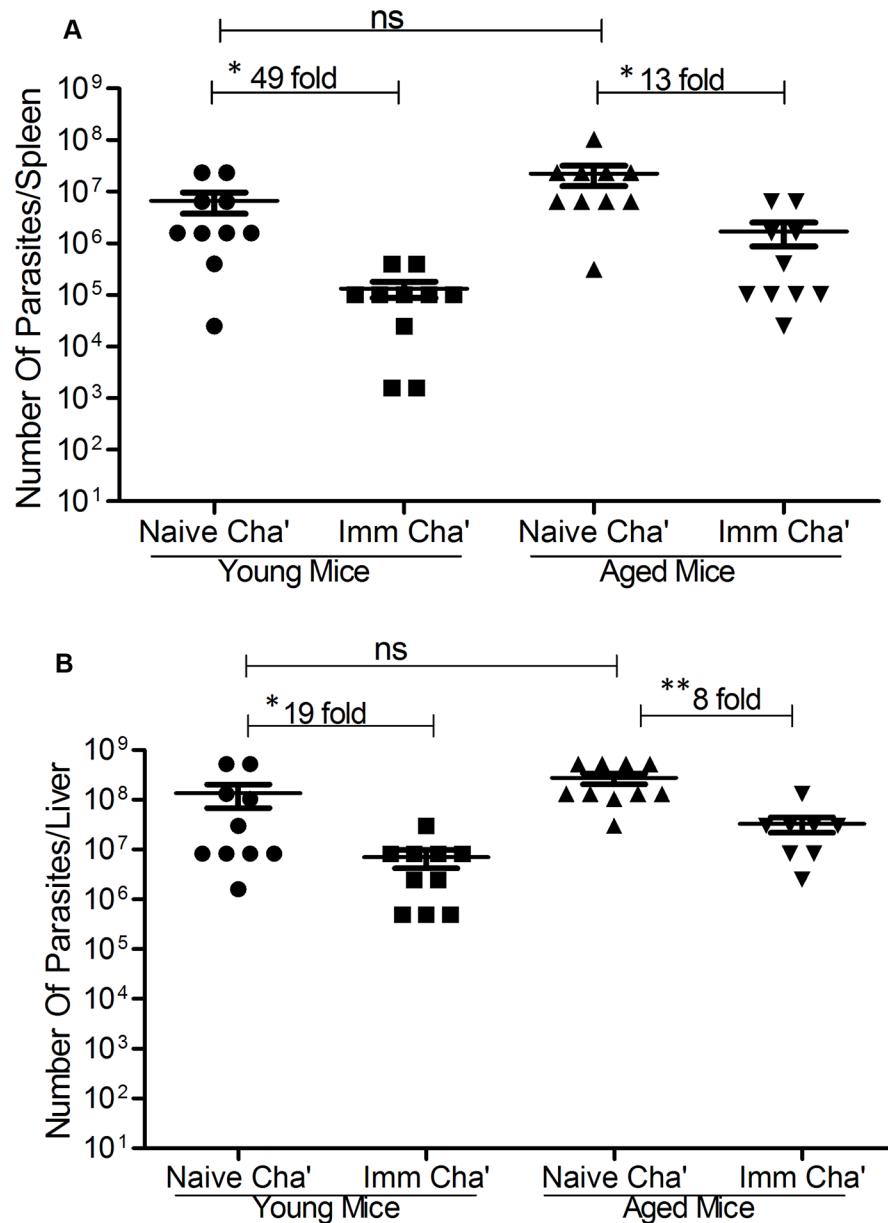 A
ns
* 49 fold
* 13 fold
10⁹
10⁸
10⁷
10⁶
10⁵
10⁴
10³
10²
10¹
Number Of Parasites/Spleen
Naive Cha' Imm Cha' Naive Cha' Imm Cha'
Young Mice Aged Mice
B
ns
* 19 fold
** 8 fold
10⁹
10⁸
10⁷
10⁶
10⁵
10⁴
10³
10²
10¹
Number Of Parasites/Liver
Naive Cha' Imm Cha' Naive Cha' Imm Cha'
Young Mice Aged Mice